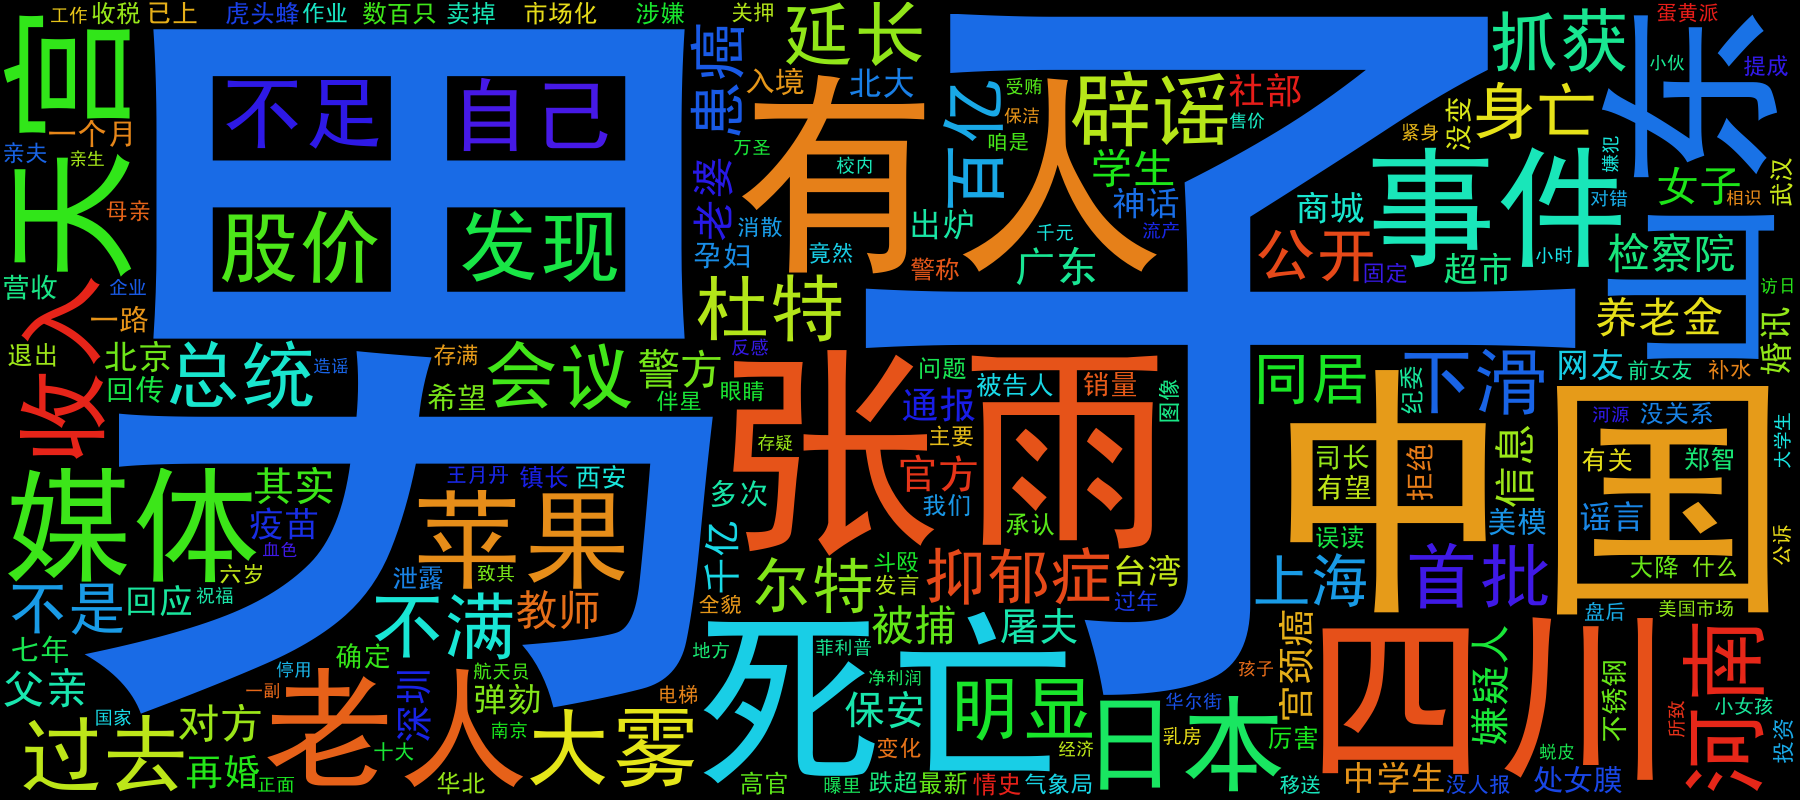 男子
有人
中国
张雨
死亡
四川
事件
媒体
天宫
老人
苹果
日本
收入
河南
大雾
过去
不足
自己
股价
发现
延长
抓获
辟谣
百亿
患癌
身亡
社部
公开
检察院
养老金
女子
武汉
婚讯
下滑
同居
首批
上海
信息
宫颈癌
嫌疑人
不锈钢
处女膜
中学生
抑郁症
尔特
杜特
总统
会议
警方
不满
教师
不是
回应
其实
疫苗
父亲
对方
再婚
深圳
弹劾
保安
明显
屠夫
被捕
台湾
官方
通报
千亿
多次
广东
学生
神话
商城
超市
老婆
孕妇
入境
北大
出炉
警称
消散
竟然
校内
万圣
受贿
保洁
咱是
售价
千元
流产
固定
小时
对错
嫌犯
相识
紧身
没变
小伙
提成
蛋黄派
访日
网友
前女友
补水
纪委
图像
司长
有望
拒绝
误读
美模
有关
郑智
谣言
河源
没关系
大学生
大降
什么
公诉
美国市场
盘后
小女孩
投资
所致
蜕皮
没人报
移送
厉害
乳房
孩子
华尔街
经济
气象局
情史
最新
跌超
曝里
高官
变化
净利润
菲利普
地方
电梯
过年
全貌
斗殴
发言
我们
承认
主要
被告人
销量
问题
存疑
眼睛
反感
伴星
希望
存满
造谣
北京
回传
退出
一路
企业
营收
母亲
一个月
亲生
亲夫
工作
收税
已上
虎头蜂
作业
数百只
卖掉
市场化
涉嫌
关押
王月丹
镇长
西安
泄露
致其
血色
六岁
祝福
七年
确定
停用
航天员
一副
国家
南京
十大
华北
正面